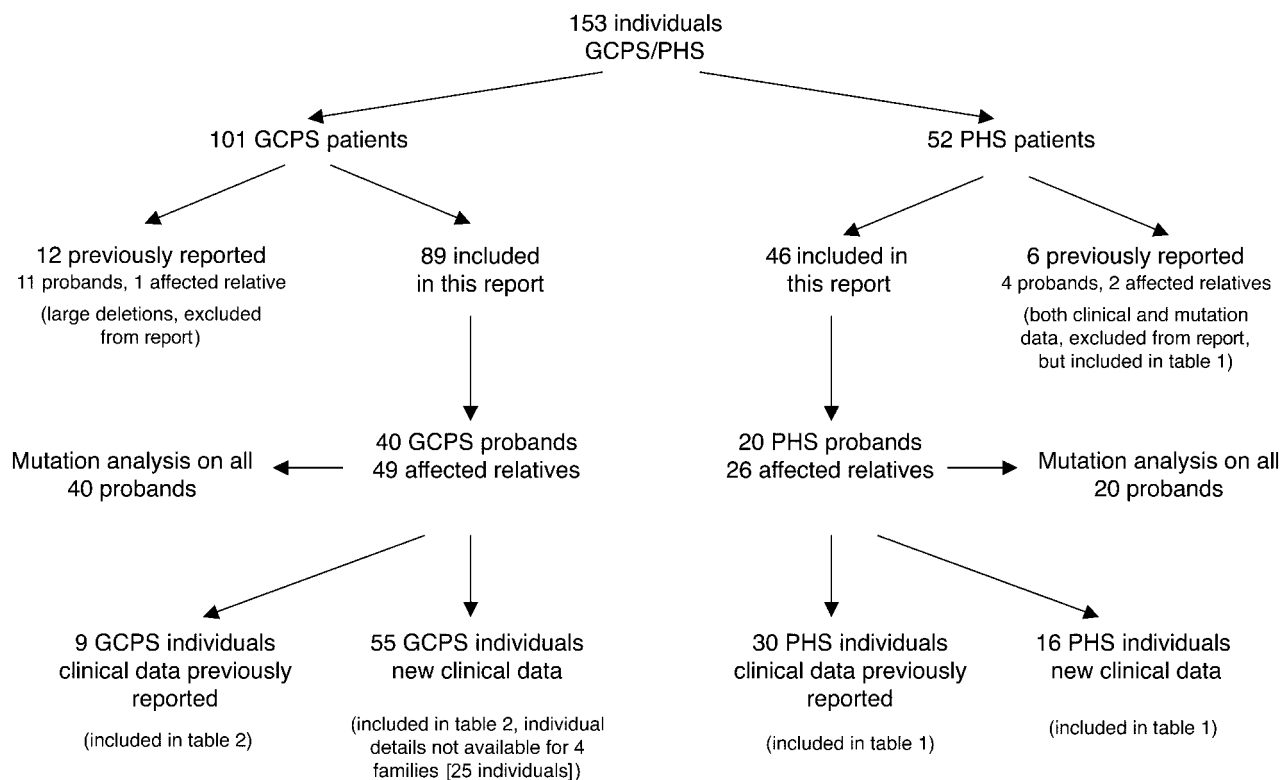 153 individuals
GCPS/PHS
101 GCPS patients
52 PHS patients
12 previously reported
11 probands, 1 affected relative
(large deletions, excluded
from report)
89 included
in this report
46 included in
this report
6 previously reported
4 probands, 2 affected relatives
(both clinical and mutation
data, excluded from report,
but included in table 1)
Mutation analysis on all
40 probands
40 GCPS probands
49 affected relatives
20 PHS probands
26 affected relatives
Mutation analysis on all
20 probands
9 GCPS individuals
clinical data previously
reported
(included in table 2)
55 GCPS individuals
new clinical data
(included in table 2, individual
details not available for 4
families [25 individuals])
30 PHS individuals
clinical data previously
reported
(included in table 1)
16 PHS individuals
new clinical data
(included in table 1)